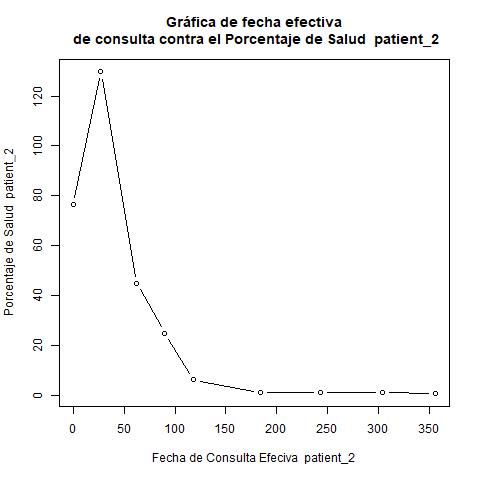 Gráfica de fecha efectiva
de consulta contra el Porcentaje de Salud patient_2
Porcentaje de Salud patient_2
120
100
80
60
40
20
0
0 50 100 150 200 250 300 350
Fecha de Consulta Efeciva patient_2